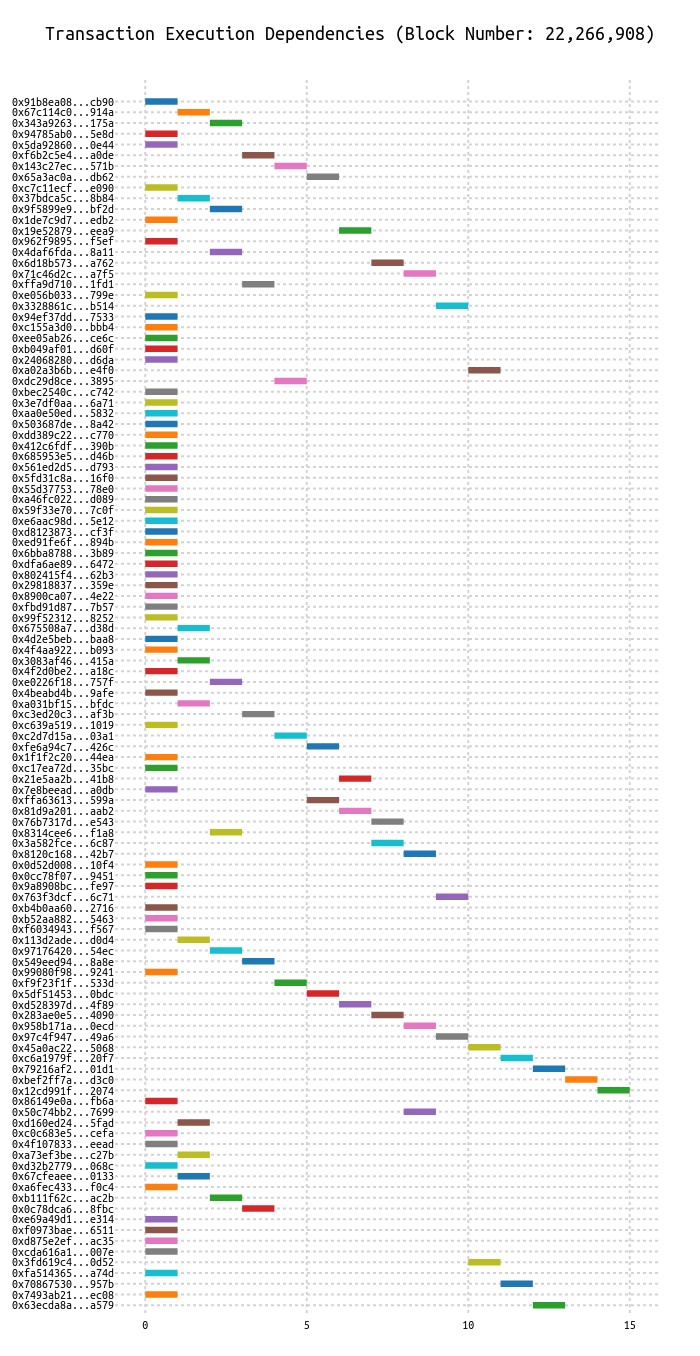 Transaction Execution Dependencies (Block Number: 22,266,908)
0x91b8ea08...cb90
0x67c114c0...914a
0x343a9263...175a
0x94785ab0...5e8d
0x5da92860...0e44
0xf6b2c5e4...a0de
0x143c27ec...571b
0x65a3ac0a...db62
0xc7c11ecf...e090
0x37bdca5c...8b84
0x9f5899e9...bf2d
0x1de7c9d7...edb2
0x19e52879...eea9
0x962f9895...f5ef
0x4daf6fda...8a11
0x6d18b573...a762
0x71c46d2c...a7f5
0xffa9d710...1fd1
0xe056b033...799e
0x3328861c...b514
0x94ef37dd...7533
0xc155a3d0...bbb4
0xee05ab26...ce6c
0xb049af01...d60f
0x24068280...d6da
0xa02a3b6b...e4f0
0xdc29d8ce...3895
0xbec2540c...c742
0x3e7df0aa...6a71
0xaa0e50ed...5832
0x503687de...8a42
0xdd389c22...c770
0x412c6fdf...390b
0x685953e5...d46b
0x561ed2d5...d793
0x5fd31c8a...16f0
0x55d37753...78e0
0xa46fc022...d089
0x59f33e70...7c0f
0xe6aac98d...5e12
0xd8123873...cf3f
0xed91fe6f...894b
0x6bba8788...3b89
0xdfa6ae89...6472
0x802415f4...62b3
0x29818837...359e
0x8900ca07...4e22
0xfbd91d87...7b57
0x99f52312...8252
0x675508a7...d38d
0x4d2e5beb...baa8
0x4f4aa922...b093
0x3083af46...415a
0x4f2d0be2...a18c
0xe0226f18...757f
0x4beabd4b...9afe
0xa031bf15...bfdc
0xc3ed20c3...af3b
0xc639a519...1019
0xc2d7d15a...03a1
0xfe6a94c7...426c
0x1f1f2c20...44ea
0xc17ea72d...35bc
0x21e5aa2b...41b8
0x7e8beead...a0db
0xffa63613...599a
0x81d9a201...aab2
0x76b7317d...e543
0x8314cee6...f1a8
0x3a582fce...6c87
0x8120c168...42b7
0x0d52d008...10f4
0x0cc78f07...9451
0x9a8908bc...fe97
0x763f3dcf...6c71
0xb4b0aa60...2716
0xb52aa882...5463
0xf6034943...f567
0x113d2ade...d0d4
0x97176420...54ec
0x549eed94...8a8e
0x99080f98...9241
0xf9f23f1f...533d
0x5df51453...0bdc
0xd528397d...4f89
0x283ae0e5...4090
0x958b171a...0ecd
0x97c4f947...49a6
0x45a0ac22...5068
0xc6a1979f...20f7
0x79216af2...01d1
0xbef2ff7a...d3c0
0x12cd991f...2074
0x86149e0a...fb6a
0x50c74bb2...7699
0xd160ed24...5fad
0xc0c683e5...cefa
0x4f107833...eead
0xa73ef3be...c27b
0xd32b2779...068c
0x67cfeaee...0133
0xa6fec433...f0c4
0xb111f62c...ac2b
0x0c78dca6...8fbc
0xe69a49d1...e314
0xf0973bae...6511
0xd875e2ef...ac35
0xcda616a1...007e
0x3fd619c4...0d52
0xfa514365...a74d
0x70867530...957b
0x7493ab21...ec08
0x63ecda8a...a579
0 5 10 15